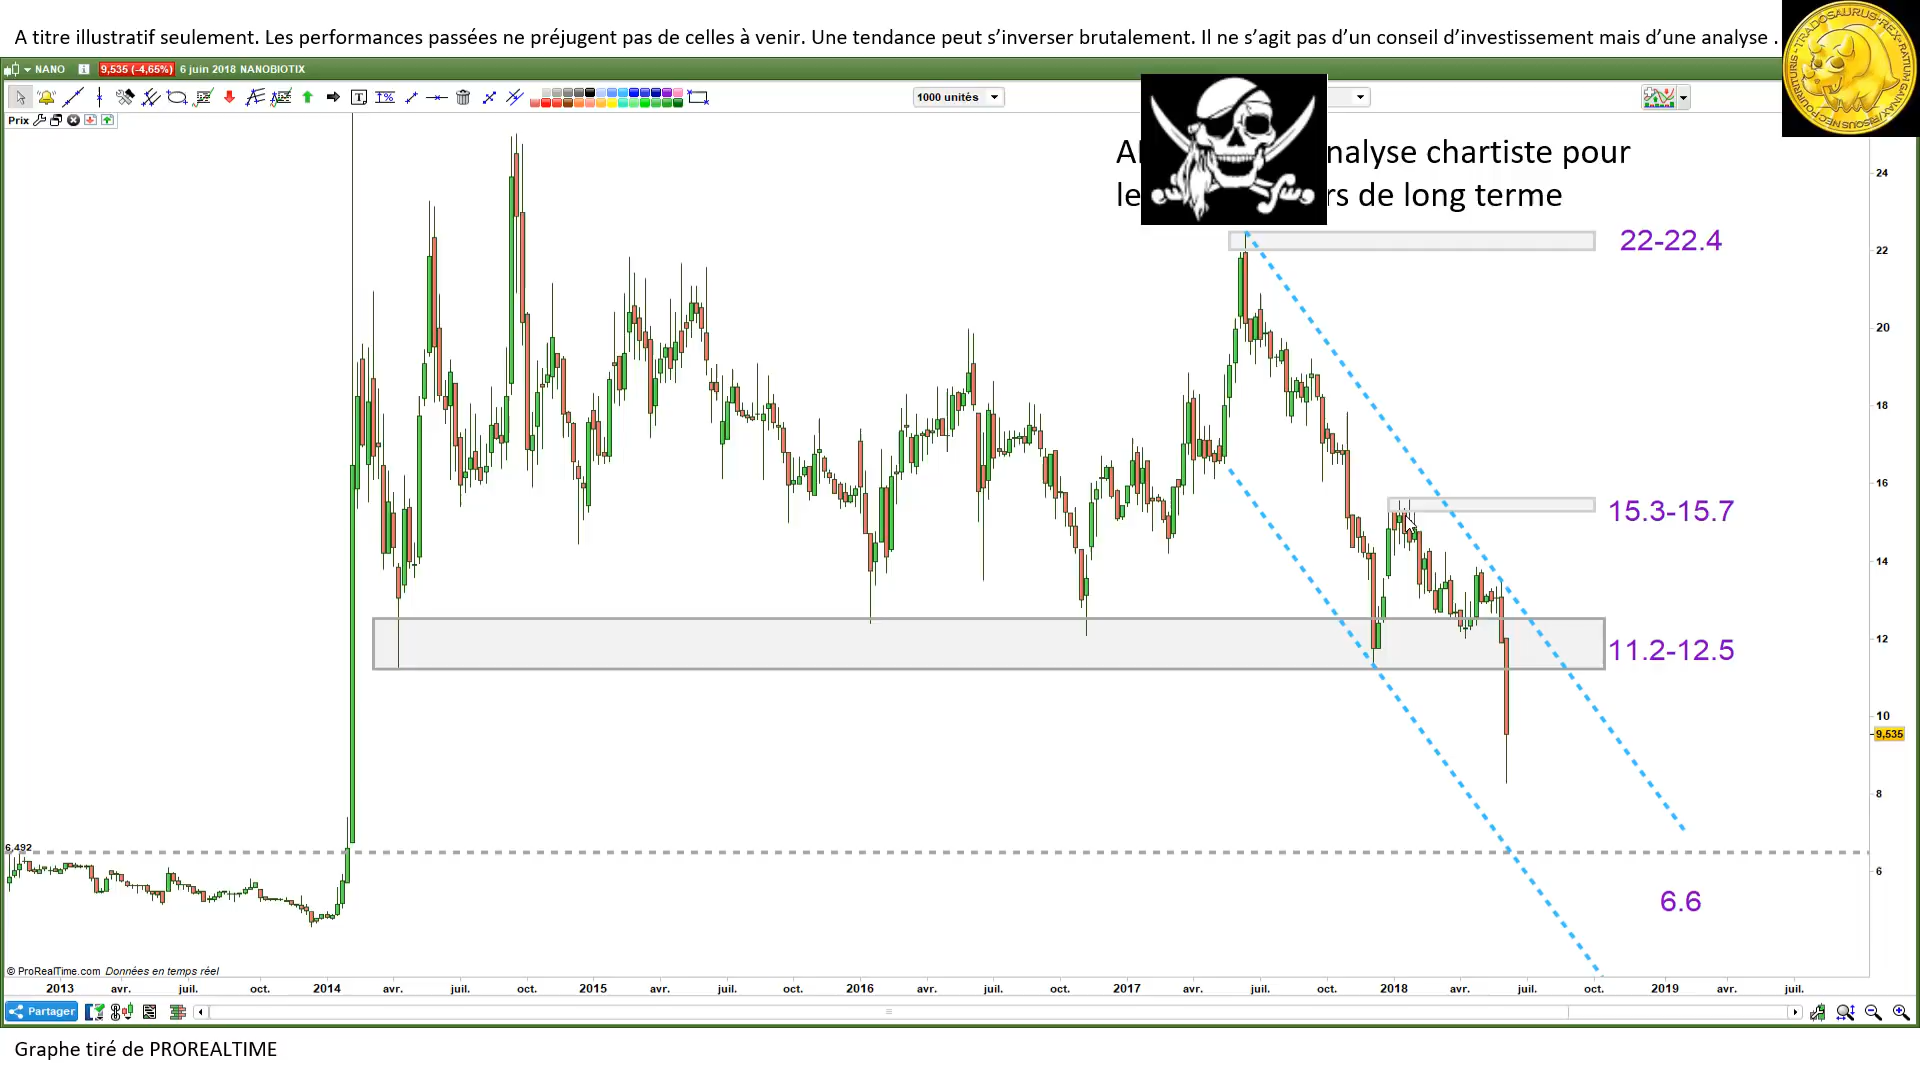 A titre illustratif seulement. Les performances passées ne préjugent pas de celles à venir. Une tendance peut s’inverser brutalement. Il ne s’agit pas d’un conseil d’investissement mais d’une analyse .
NANO 9,535 (-4,65%) 6 juin 2018 NANOBIOTIX
1000 unités
Prix
nalyse chartiste pour
le rs de long terme
24
22-22.4
22
20
18
16
15.3-15.7
14
12
11.2-12.5
10
9,535
8
6,492
6
6.6
© ProRealTime.com Données en temps réel
2013 avr. juil. oct. 2014 avr. juil. oct. 2015 avr. juil. oct. 2016 avr. juil. oct. 2017 avr. juil. oct. 2018 avr. juil. oct. 2019 avr. juil.
Partager
Graphe tiré de PROREALTIME